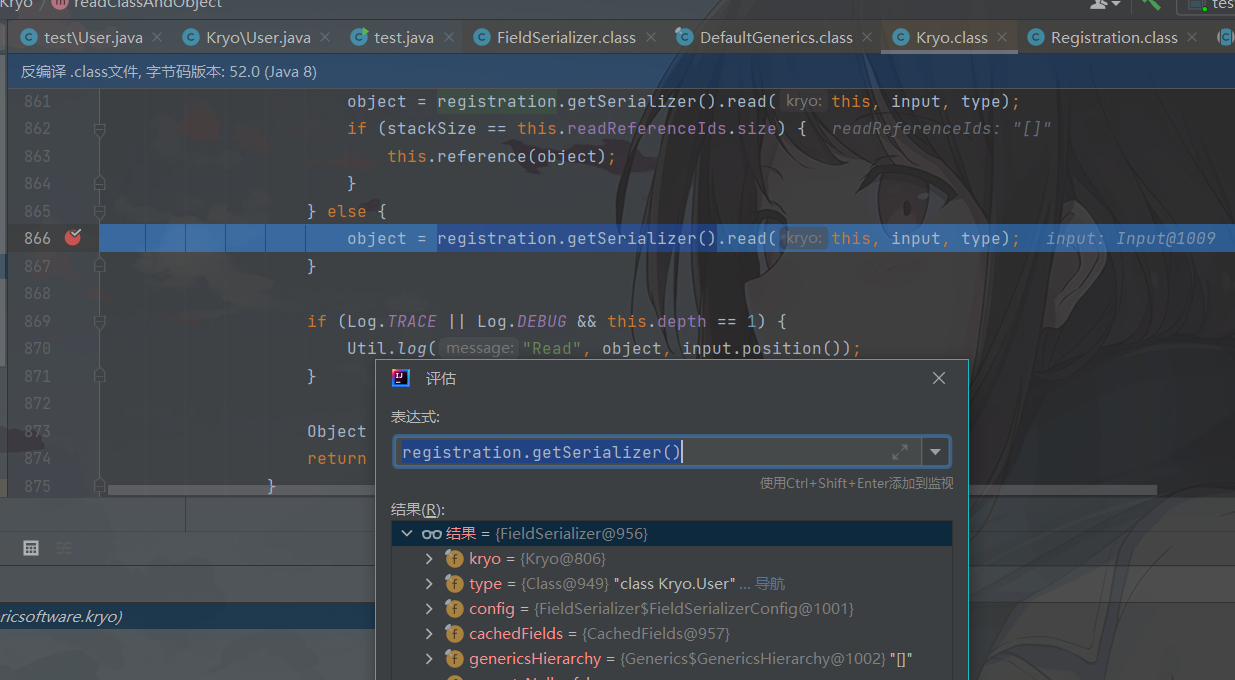 Kryo / m readClassAndObject
test\User.java Kryo\User.java test.java FieldSerializer.class DefaultGenerics.class Kryo.class Registration.class
反编译 .class文件, 字节码版本: 52.0 (Java 8)
861 object = registration.getSerializer().read( kryo: this, input, type);
862 if (stackSize == this.readReferenceIds.size) { readReferenceIds: "[]"
863 this.reference(object);
864 }
865 } else {
866 object = registration.getSerializer().read( kryo: this, input, type); input: Input@1009
867 }
868
869 if (Log.TRACE || Log.DEBUG && this.depth == 1) {
870 Util.log( message: "Read", object, input.position());
871 }
872
873 Object
874 return
875 }
评估
表达式:
registration.getSerializer()
使用Ctrl+Shift+Enter添加到监视
结果(R):
结果 = {FieldSerializer@956}
kryo = {Kryo@806}
type = {Class@949} "class Kryo.User" ... 导航
config = {FieldSerializer$FieldSerializerConfig@1001}
cachedFields = {CachedFields@957}
genericsHierarchy = {Generics$GenericsHierarchy@1002} "[]"
ricsoftware.kryo)